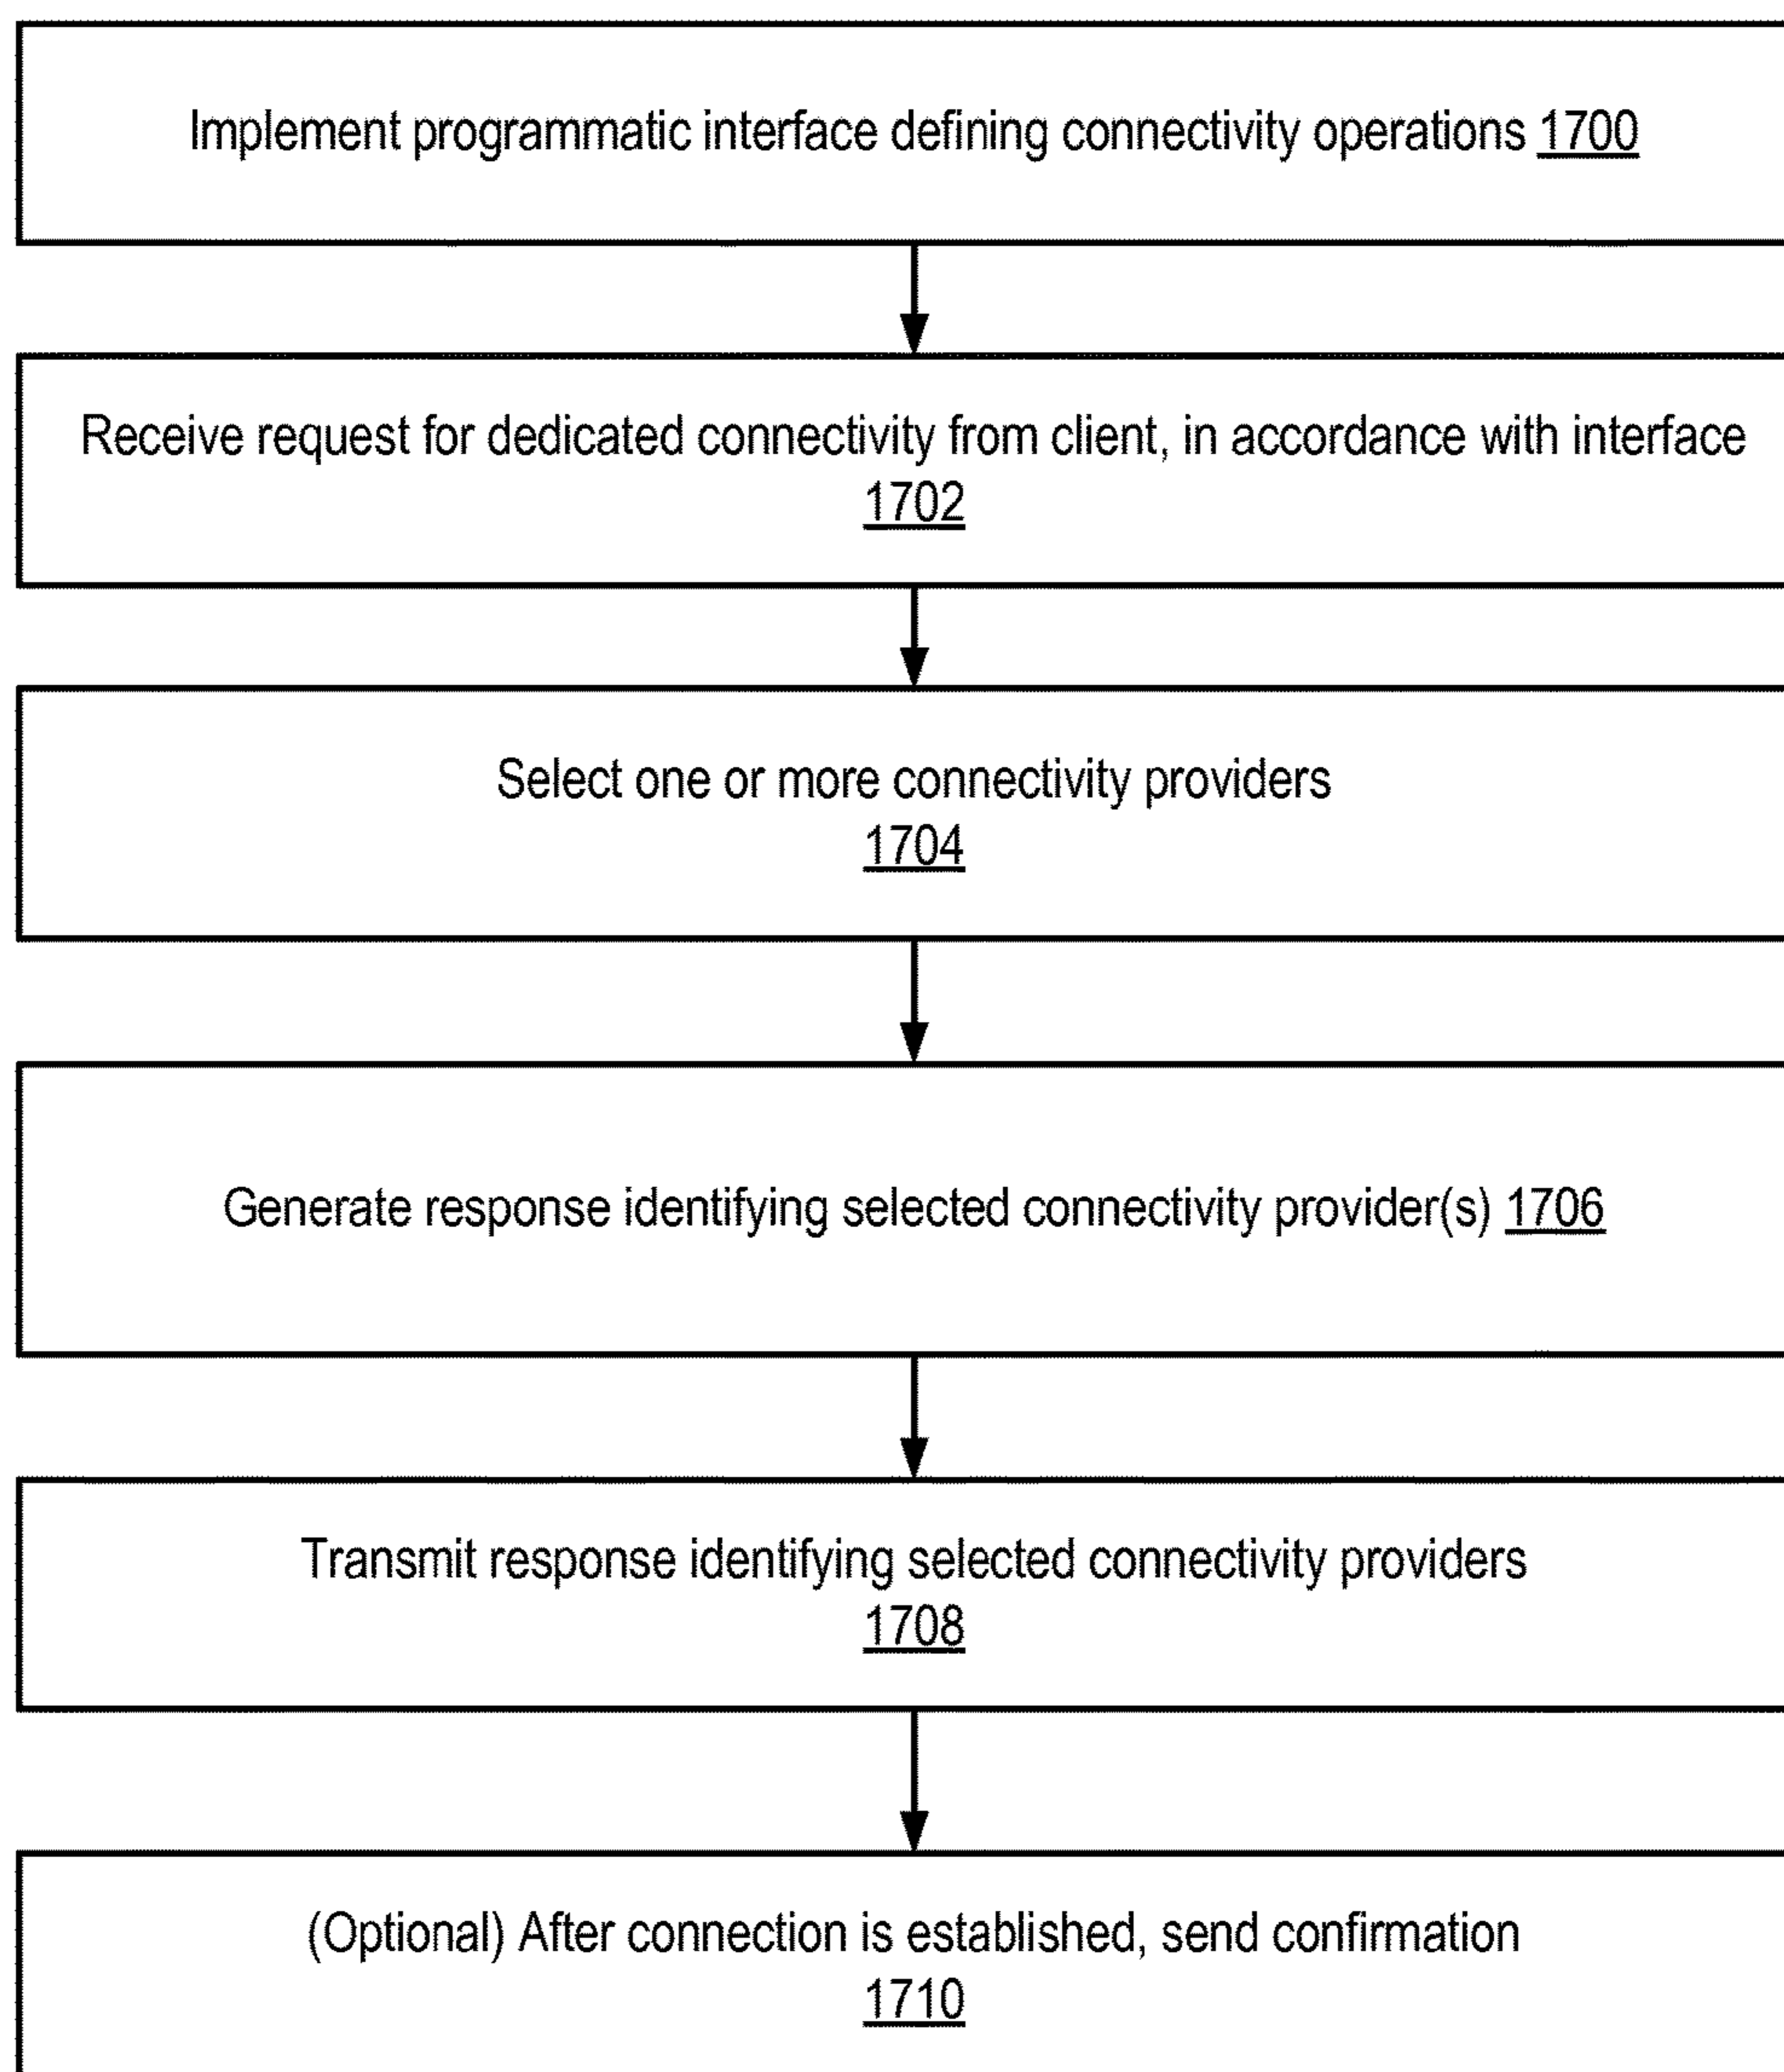 Implement programmatic interface defining connectivity operations 1700
Receive request for dedicated connectivity from client, in accordance with interface
1702
Select one or more connectivity providers
1704
Generate response identifying selected connectivity provider(s) 1706
Transmit response identifying selected connectivity providers
1708
(Optional) After connection is established, send confirmation
1710